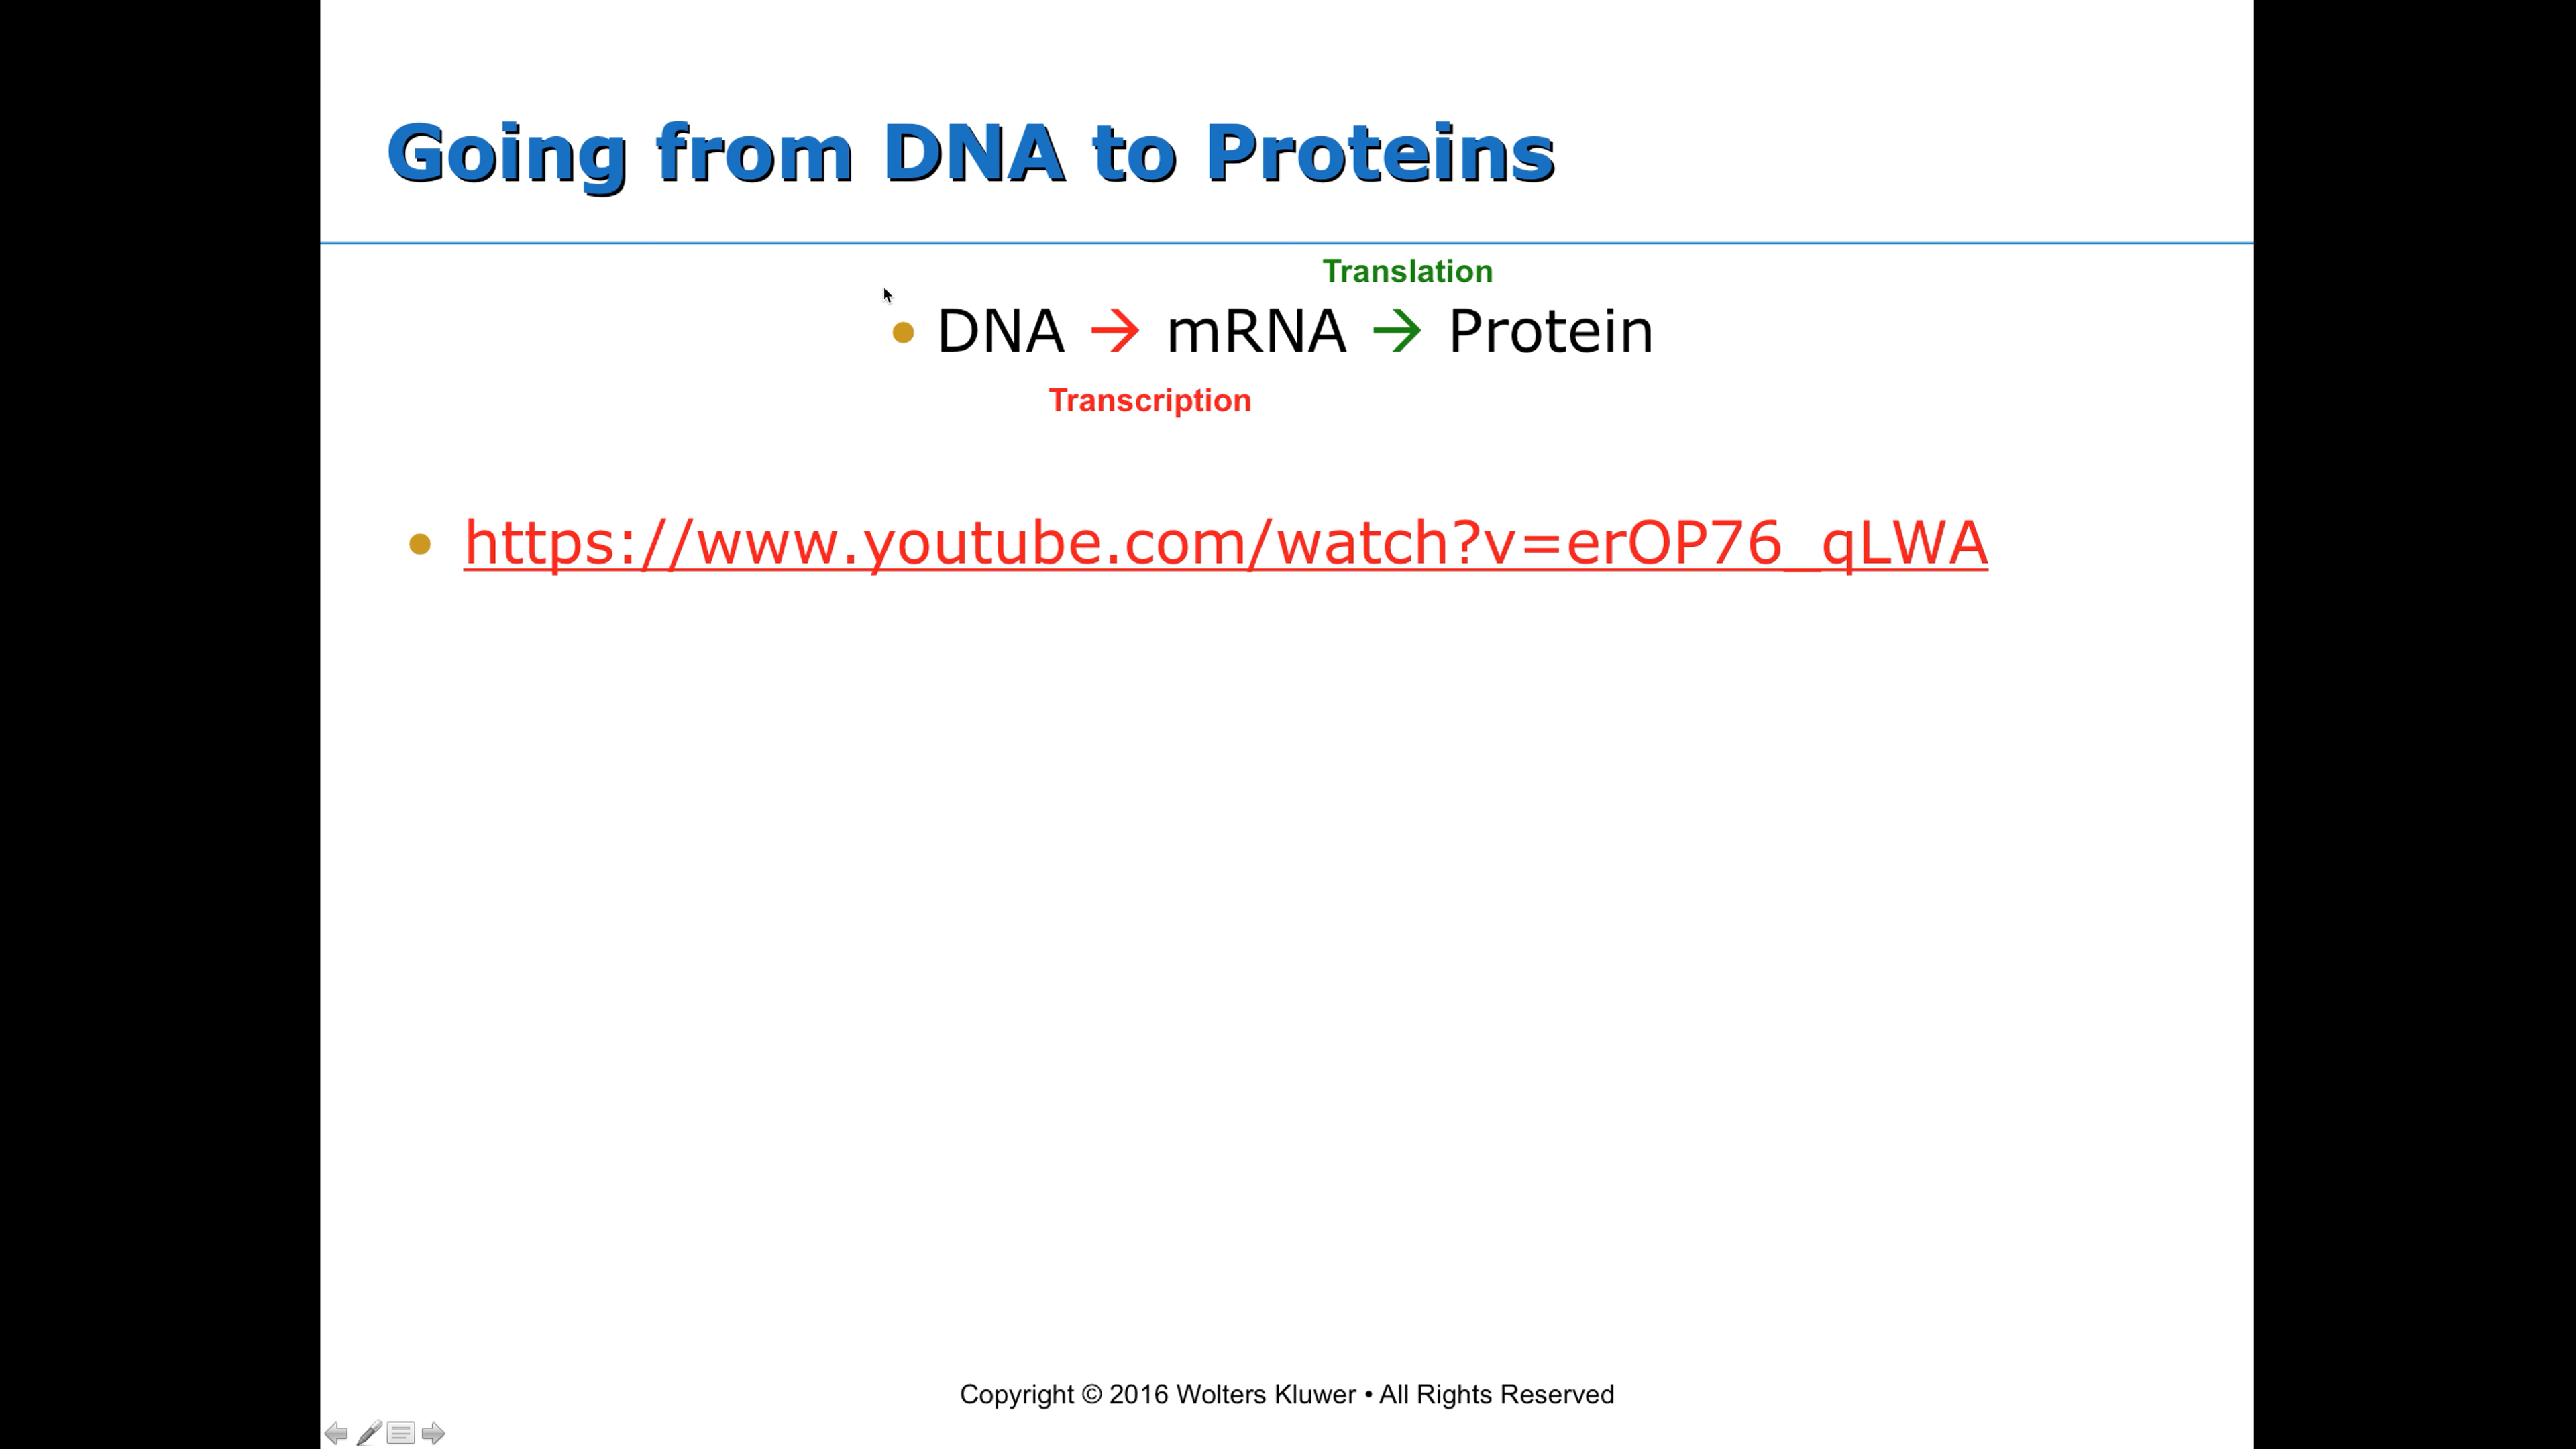 Going from DNA to Proteins
Translation
• DNA → mRNA → Protein
Transcription
• https://www.youtube.com/watch?v=erOP76_qLWA
Copyright © 2016 Wolters Kluwer • All Rights Reserved